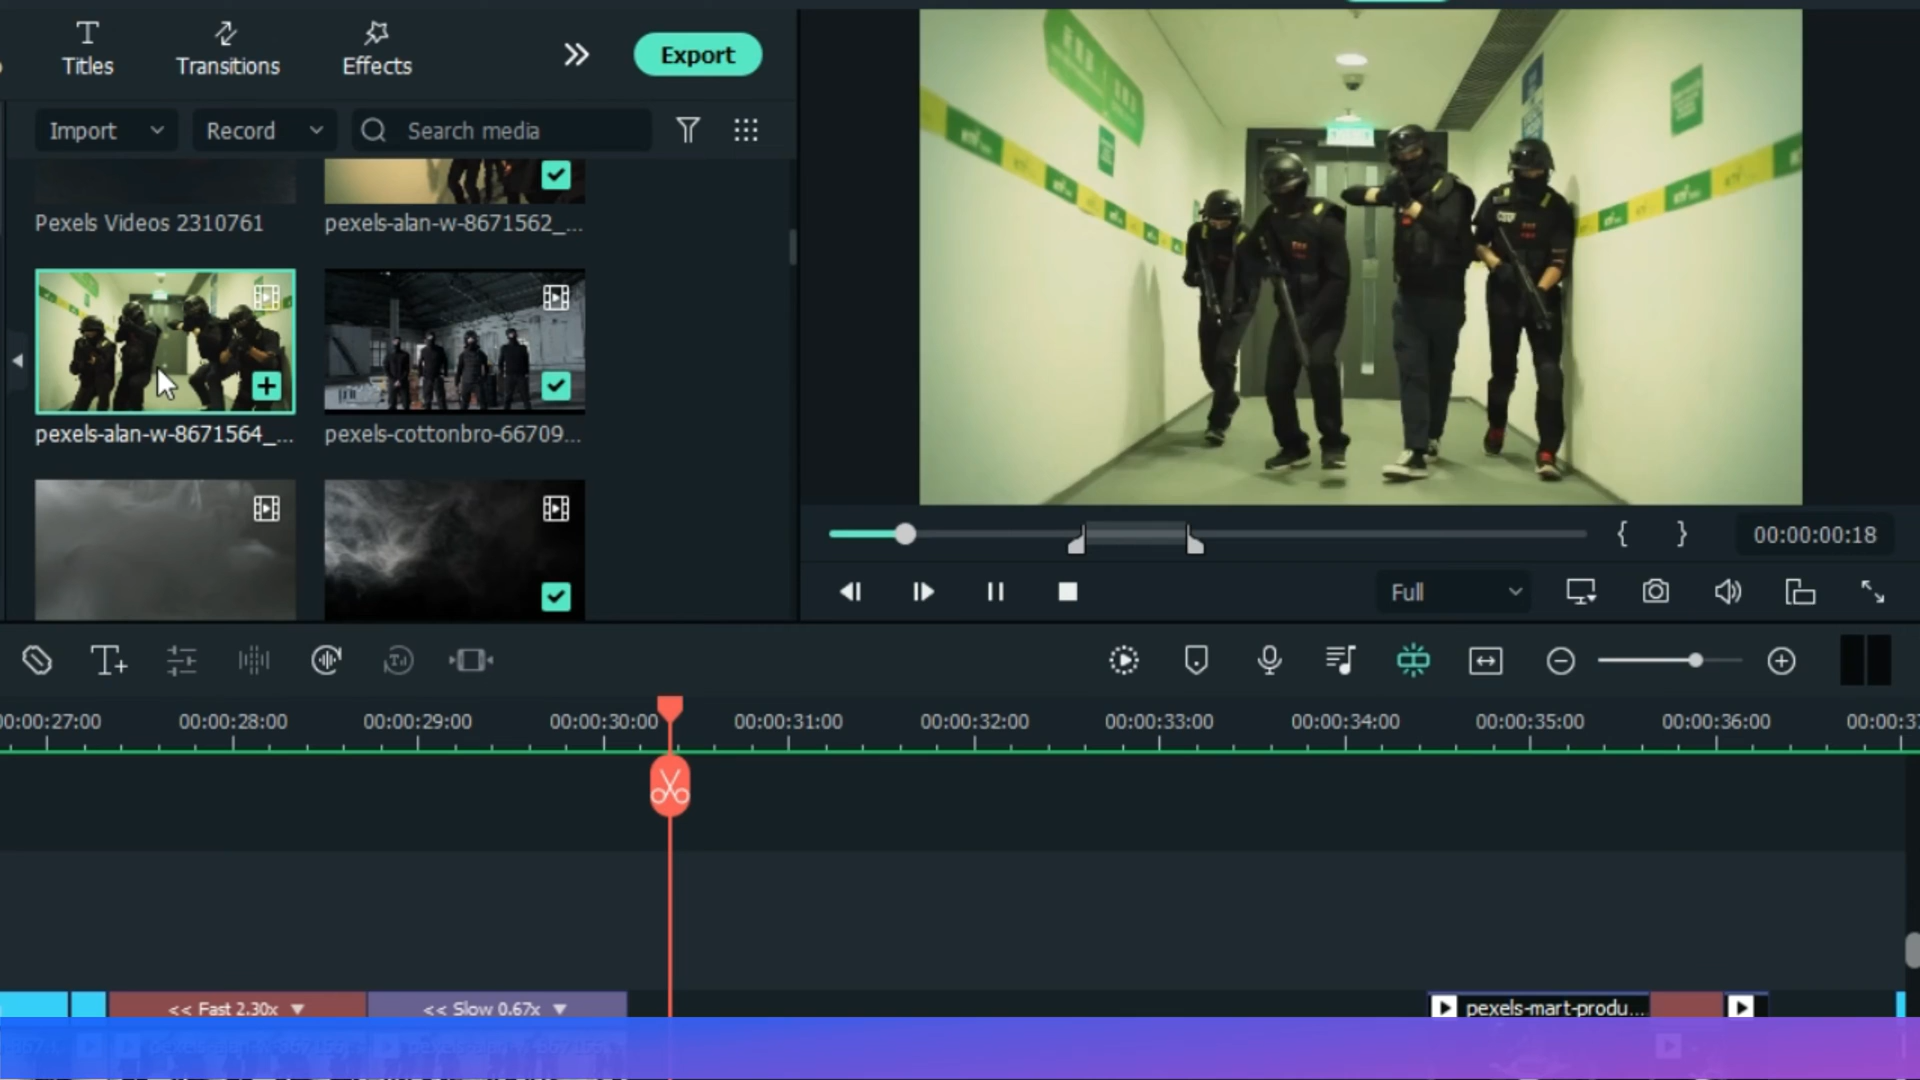 Titles
Transitions
Effects
Export
Import
Record
Search media
Pexels Videos 2310761
pexels-alan-w-8671562_...
pexels-alan-w-8671564_...
pexels-cottonbro-66709...
{ }
00:00:00:18
Full
00:00:27:00
00:00:28:00
00:00:29:00
00:00:30:00
00:00:31:00
00:00:32:00
00:00:33:00
00:00:34:00
00:00:35:00
00:00:36:00
<< Fast 2.30x
<< Slow 0.67x
pexels-mart-produ...